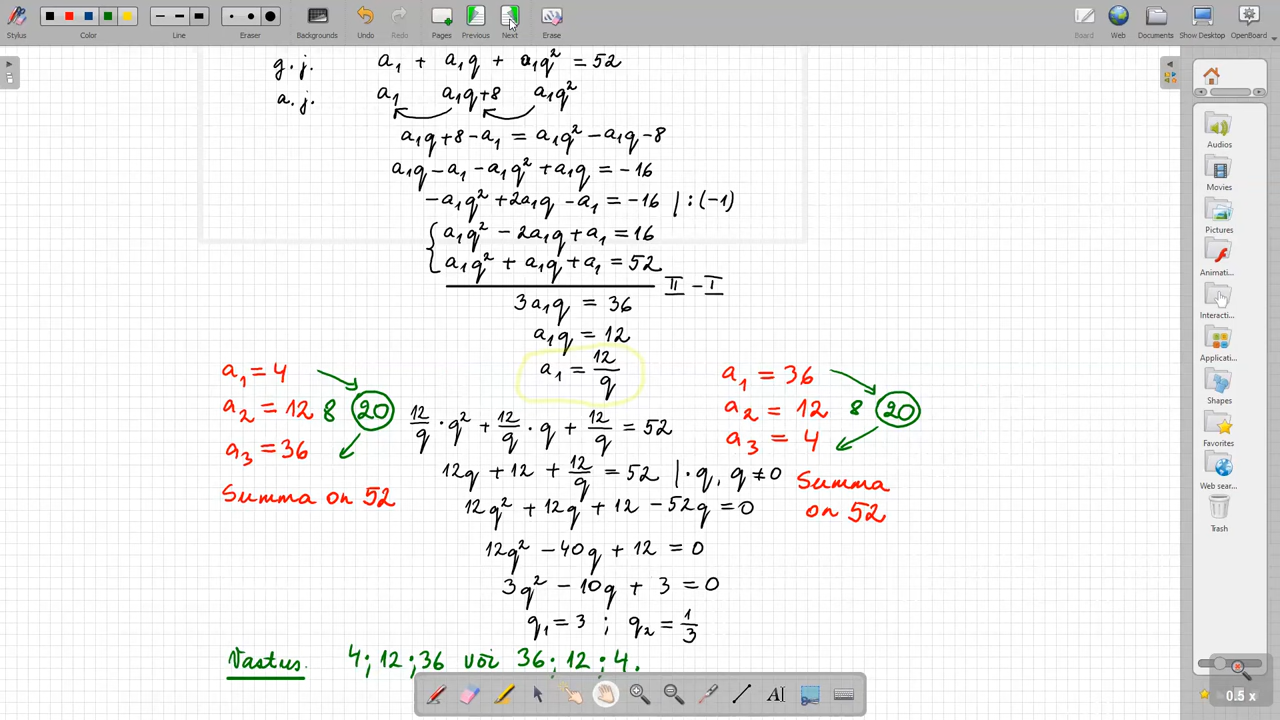 Stylus Color Line Eraser Backgrounds Undo Redo Pages Previous Next Erase Board Web Documents Show Desktop OpenBoard
g.j. a₁ + a₁q + a₁q² = 52
a.j. a₁ a₁q+8 a₁q²
a₁q+8-a₁ = a₁q²-a₁q-8
a₁q-a₁-a₁q²+a₁q = -16
-a₁q²+2a₁q-a₁ = -16 | : (-1)
{ a₁q² - 2a₁q + a₁ = 16
a₁q² + a₁q + a₁ = 52
II - I
3a₁q = 36
a₁q = 12
a₁ = 12/q
a₁ = 4
a₂ = 12 8 20
a₃ = 36
Summa on 52
a₁ = 36
a₂ = 12 8 20
a₃ = 4
Summa
on 52
12/q · q² + 12/q · q + 12/q = 52
12q + 12 + 12/q = 52 | · q, q ≠ 0
12q² + 12q + 12 - 52q = 0
12q² - 40q + 12 = 0
3q² - 10q + 3 = 0
q₁ = 3 ; q₂ = 1/3
Vastus. 4; 12; 36 või 36; 12; 4.
Audios
Movies
Pictures
Animati...
Interacti...
Applicati...
Shapes
Favorites
Web sear...
Trash
0.5 x